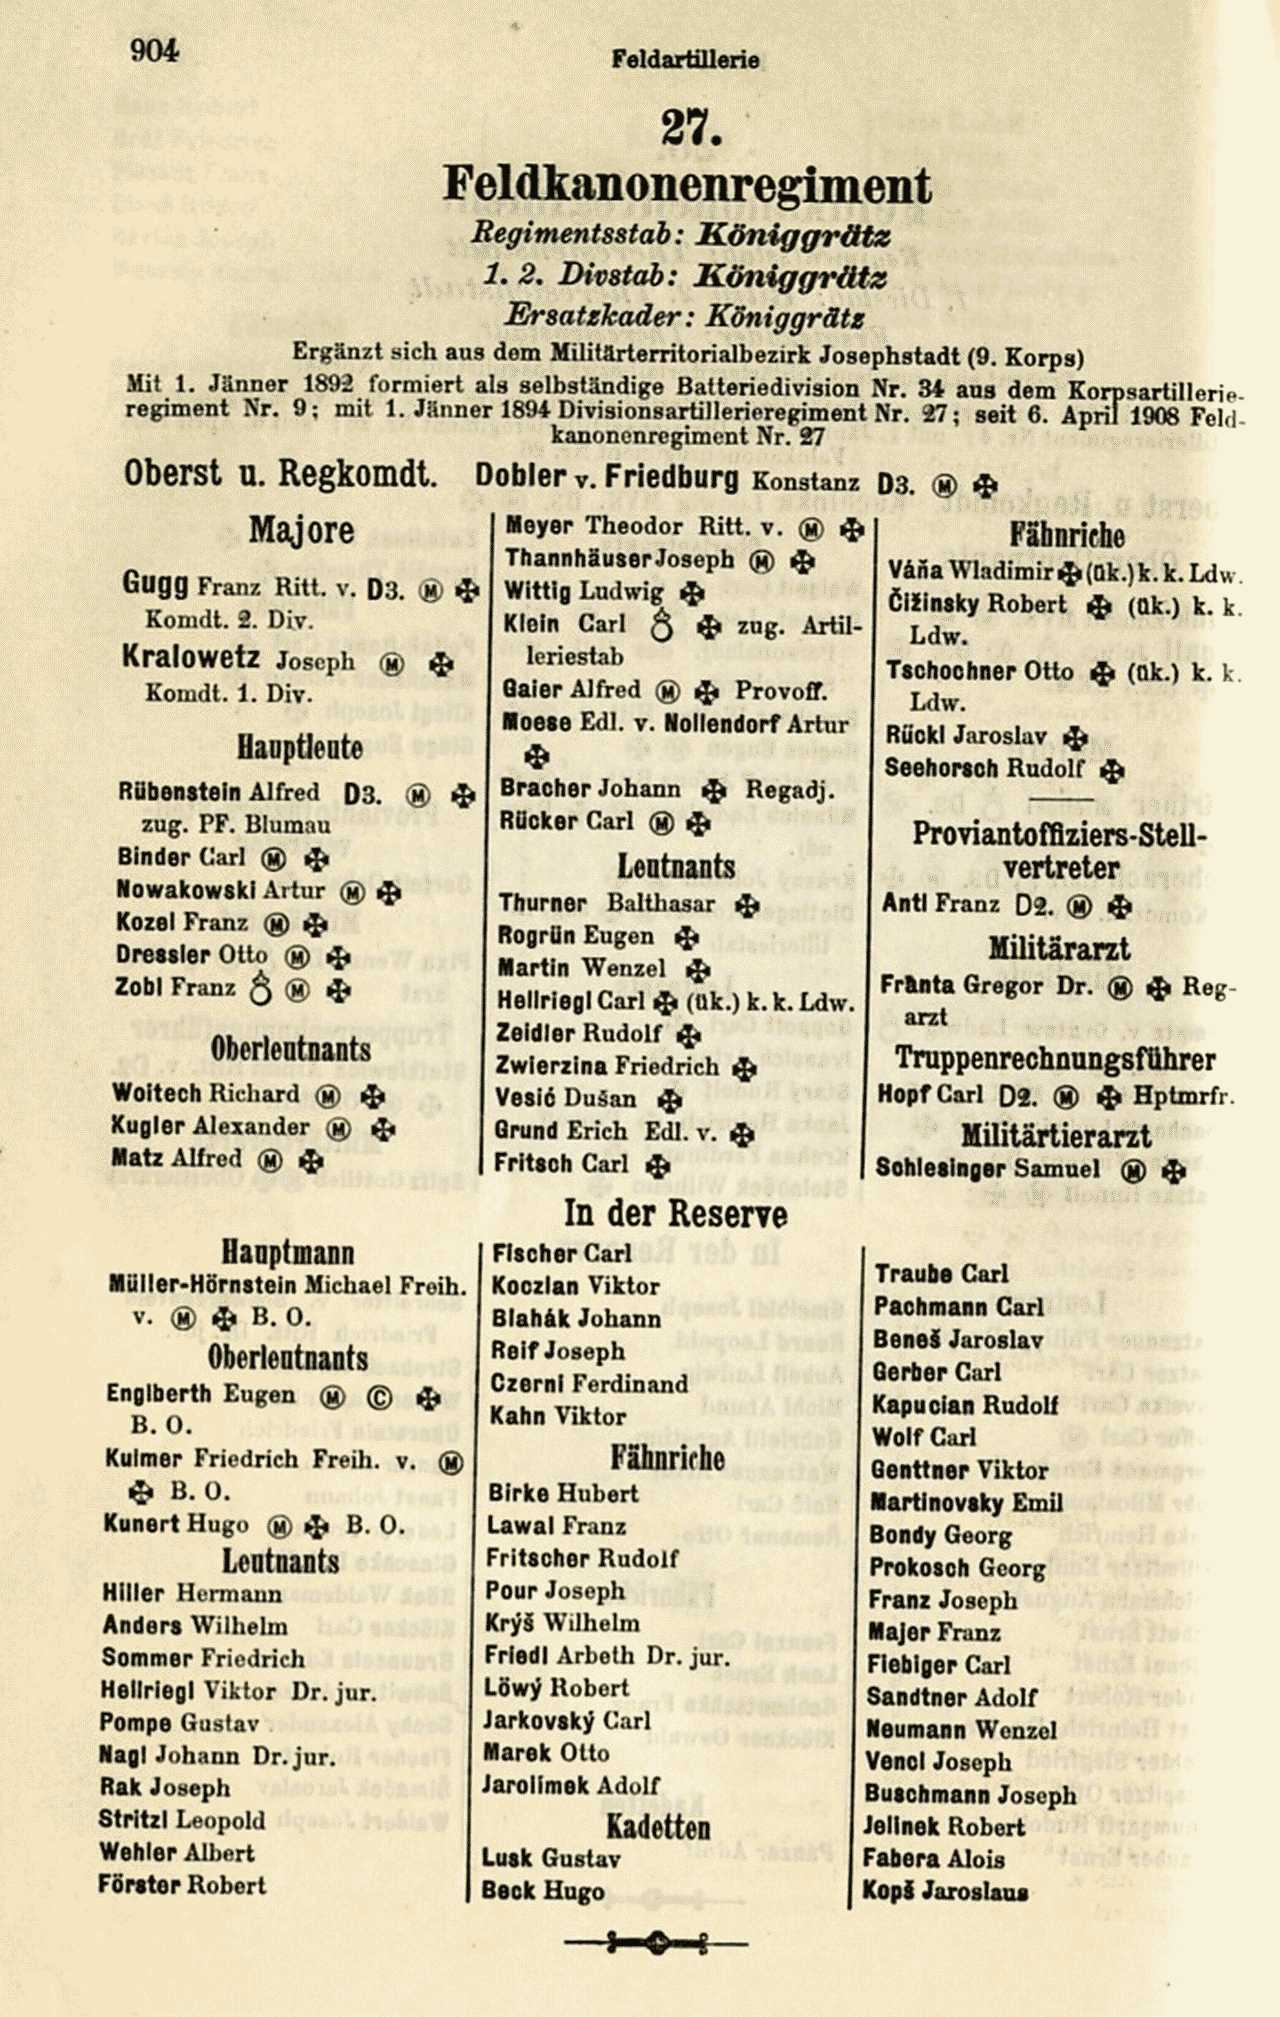 904
Feldartillerie
27.
Feldkanonenregiment
Regimentsstab: Königgrätz
1. 2. Divstab: Königgrätz
Ersatzkader: Königgrätz
Ergänzt sich aus dem Militärterritorialbezirk Josephstadt (9. Korps)
Mit 1. Jänner 1892 formiert als selbständige Batteriedivision Nr. 34 aus dem Korpsartillerie-
regiment Nr. 9; mit 1. Jänner 1894 Divisionsartillerieregiment Nr. 27; seit 6. April 1908 Feld-
kanonenregiment Nr. 27
Oberst u. Regkomdt. Dobler v. Friedburg Konstanz D3. Ⓜ ✠
Majore
Gugg Franz Ritt. v. D3. Ⓜ ✠
Komdt. 2. Div.
Kralowetz Joseph Ⓜ ✠
Komdt. 1. Div.
Hauptleute
Rübenstein Alfred D3. Ⓜ ✠
zug. PF. Blumau
Binder Carl Ⓜ ✠
Nowakowski Artur Ⓜ ✠
Kozel Franz Ⓜ ✠
Dressler Otto Ⓜ ✠
Zobl Franz Ⓜ ✠
Oberleutnants
Woitech Richard Ⓜ ✠
Kugler Alexander Ⓜ ✠
Matz Alfred Ⓜ ✠
Meyer Theodor Ritt. v. Ⓜ ✠
Thannhäuser Joseph Ⓜ ✠
Wittig Ludwig ✠
Klein Carl ✠ zug. Artil-
leriestab
Gaier Alfred Ⓜ ✠ Provoff.
Moese Edl. v. Nollendorf Artur
✠
Bracher Johann ✠ Regadj.
Rücker Carl Ⓜ ✠
Leutnants
Thurner Balthasar ✠
Rogrün Eugen ✠
Martin Wenzel ✠
Hellriegl Carl ✠ (ük.) k. k. Ldw.
Zeidler Rudolf ✠
Zwierzina Friedrich ✠
Vesić Dušan ✠
Grund Erich Edl. v. ✠
Fritsch Carl ✠
Fähnriche
Váňa Wladimir ✠ (ük.) k. k. Ldw.
Čižinsky Robert ✠ (ük.) k. k.
Ldw.
Tschochner Otto ✠ (ük.) k. k.
Ldw.
Rückl Jaroslav ✠
Seehorsch Rudolf ✠
Proviantoffiziers-Stell-
vertreter
Antl Franz D2. Ⓜ ✠
Militärarzt
Franta Gregor Dr. Ⓜ ✠ Reg-
arzt
Truppenrechnungsführer
Hopf Carl D2. Ⓜ ✠ Hptmrfr.
Militärtierarzt
Schlesinger Samuel Ⓜ ✠
In der Reserve
Hauptmann
Müller-Hörnstein Michael Freih.
v. Ⓜ ✠ B. O.
Oberleutnants
Englberth Eugen Ⓜ Ⓒ ✠
B. O.
Kulmer Friedrich Freih. v. Ⓜ
✠ B. O.
Kunert Hugo Ⓜ ✠ B. O.
Leutnants
Hiller Hermann
Anders Wilhelm
Sommer Friedrich
Hellriegl Viktor Dr. jur.
Pompe Gustav
Nagl Johann Dr. jur.
Rak Joseph
Stritzl Leopold
Wehler Albert
Förster Robert
Fischer Carl
Koczian Viktor
Blahák Johann
Reif Joseph
Czerni Ferdinand
Kahn Viktor
Fähnriche
Birke Hubert
Lawal Franz
Fritscher Rudolf
Pour Joseph
Krýš Wilhelm
Friedl Arbeth Dr. jur.
Löwý Robert
Jarkovský Carl
Marek Otto
Jarolimek Adolf
Kadetten
Lusk Gustav
Beck Hugo
Traube Carl
Pachmann Carl
Beneš Jaroslav
Gerber Carl
Kapucian Rudolf
Wolf Carl
Genttner Viktor
Martinovsky Emil
Bondy Georg
Prokosch Georg
Franz Joseph
Majer Franz
Fiebiger Carl
Sandtner Adolf
Neumann Wenzel
Vencl Joseph
Buschmann Joseph
Jelinek Robert
Fabera Alois
Kopš Jaroslaus